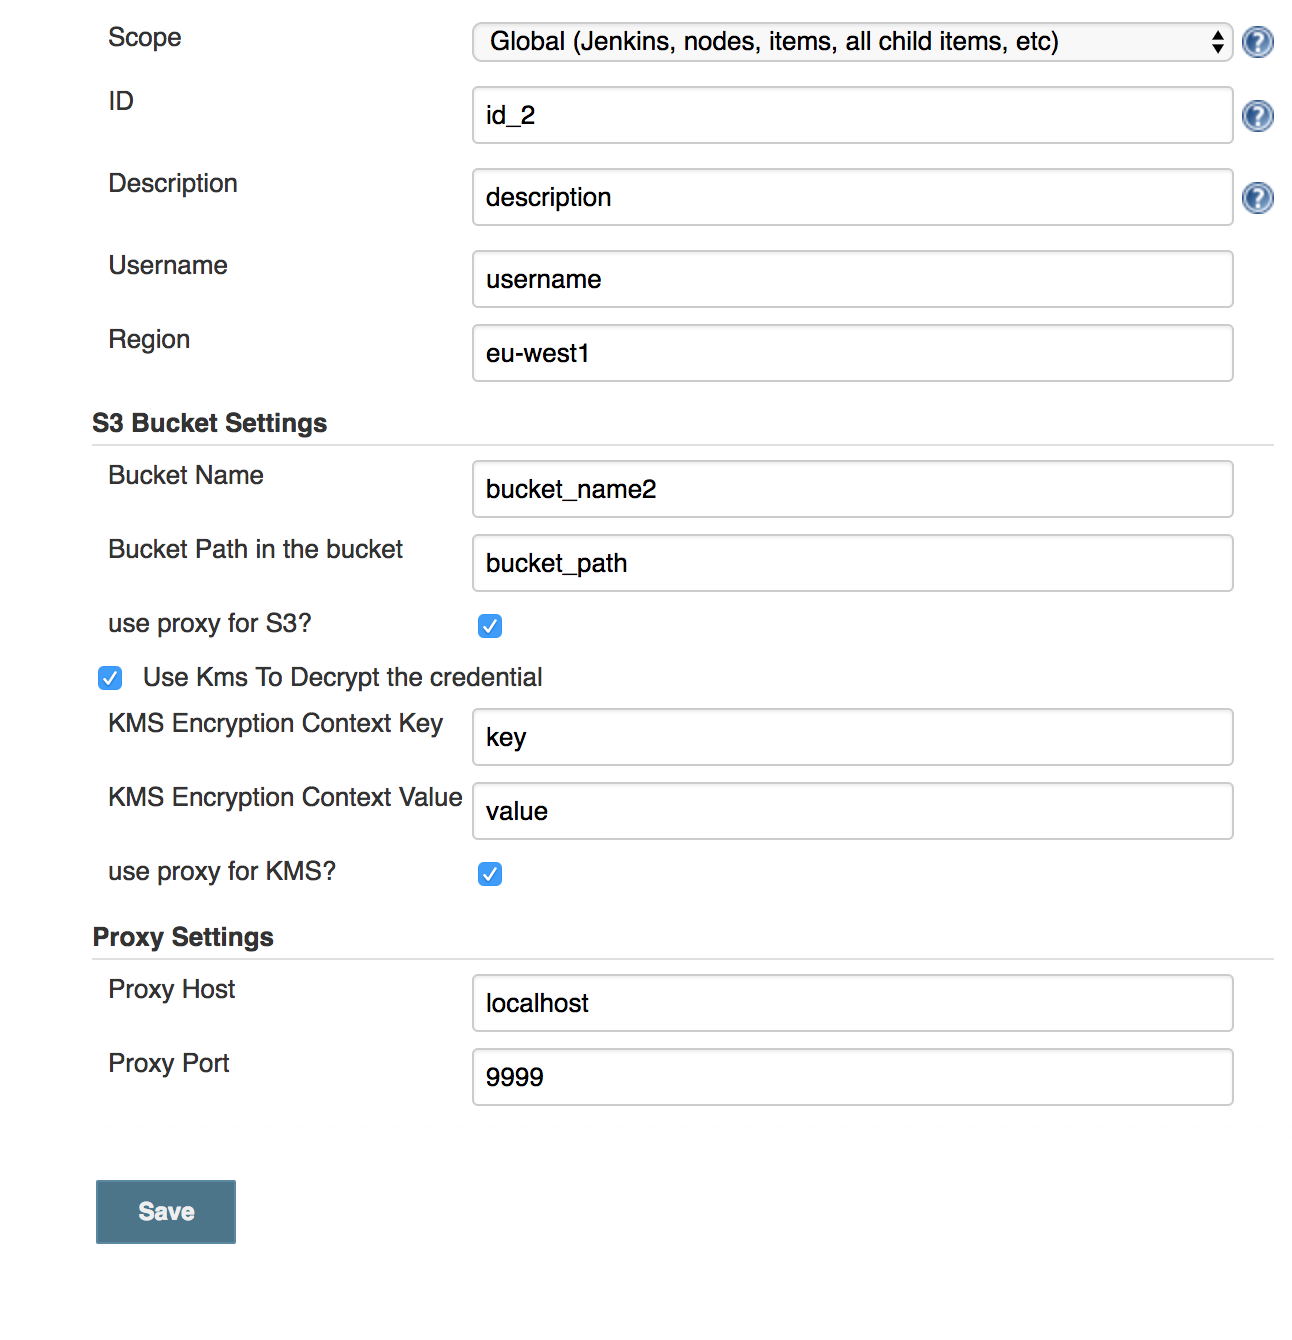 Scope Global (Jenkins, nodes, items, all child items, etc) ?
ID id_2 ?
Description description ?
Username username
Region eu-west1
S3 Bucket Settings
Bucket Name bucket_name2
Bucket Path in the bucket bucket_path
use proxy for S3?
Use Kms To Decrypt the credential
KMS Encryption Context Key key
KMS Encryption Context Value value
use proxy for KMS?
Proxy Settings
Proxy Host localhost
Proxy Port 9999
Save